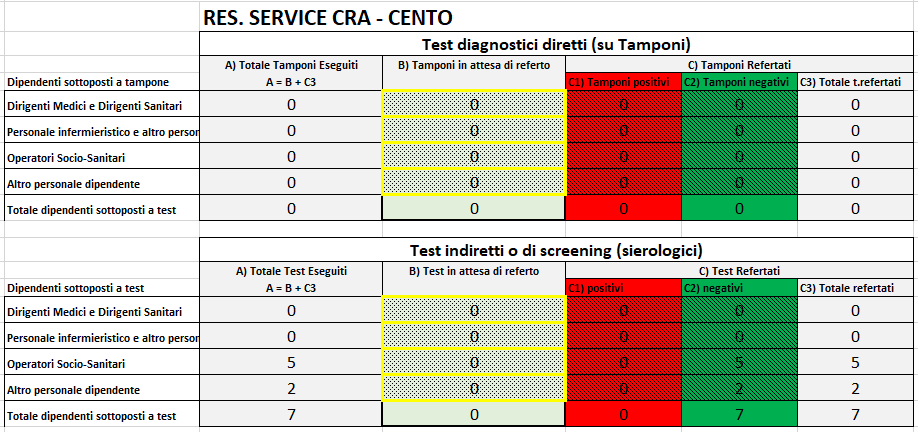 RES. SERVICE CRA - CENTO
Test diagnostici diretti (su Tamponi)
A) Totale Tamponi Eseguiti B) Tamponi in attesa di referto C) Tamponi Refertati
Dipendenti sottoposti a tampone A = B + C3 C1) Tamponi positivi C2) Tamponi negativi C3) Totale t.refertati
Dirigenti Medici e Dirigenti Sanitari 0 0 0 0 0
Personale infermieristico e altro person 0 0 0 0 0
Operatori Socio-Sanitari 0 0 0 0 0
Altro personale dipendente 0 0 0 0 0
Totale dipendenti sottoposti a test 0 0 0 0 0
Test indiretti o di screening (sierologici)
A) Totale Test Eseguiti B) Test in attesa di referto C) Test Refertati
Dipendenti sottoposti a test A = B + C3 C1) positivi C2) negativi C3) Totale refertati
Dirigenti Medici e Dirigenti Sanitari 0 0 0 0 0
Personale infermieristico e altro person 0 0 0 0 0
Operatori Socio-Sanitari 5 0 0 5 5
Altro personale dipendente 2 0 0 2 2
Totale dipendenti sottoposti a test 7 0 0 7 7